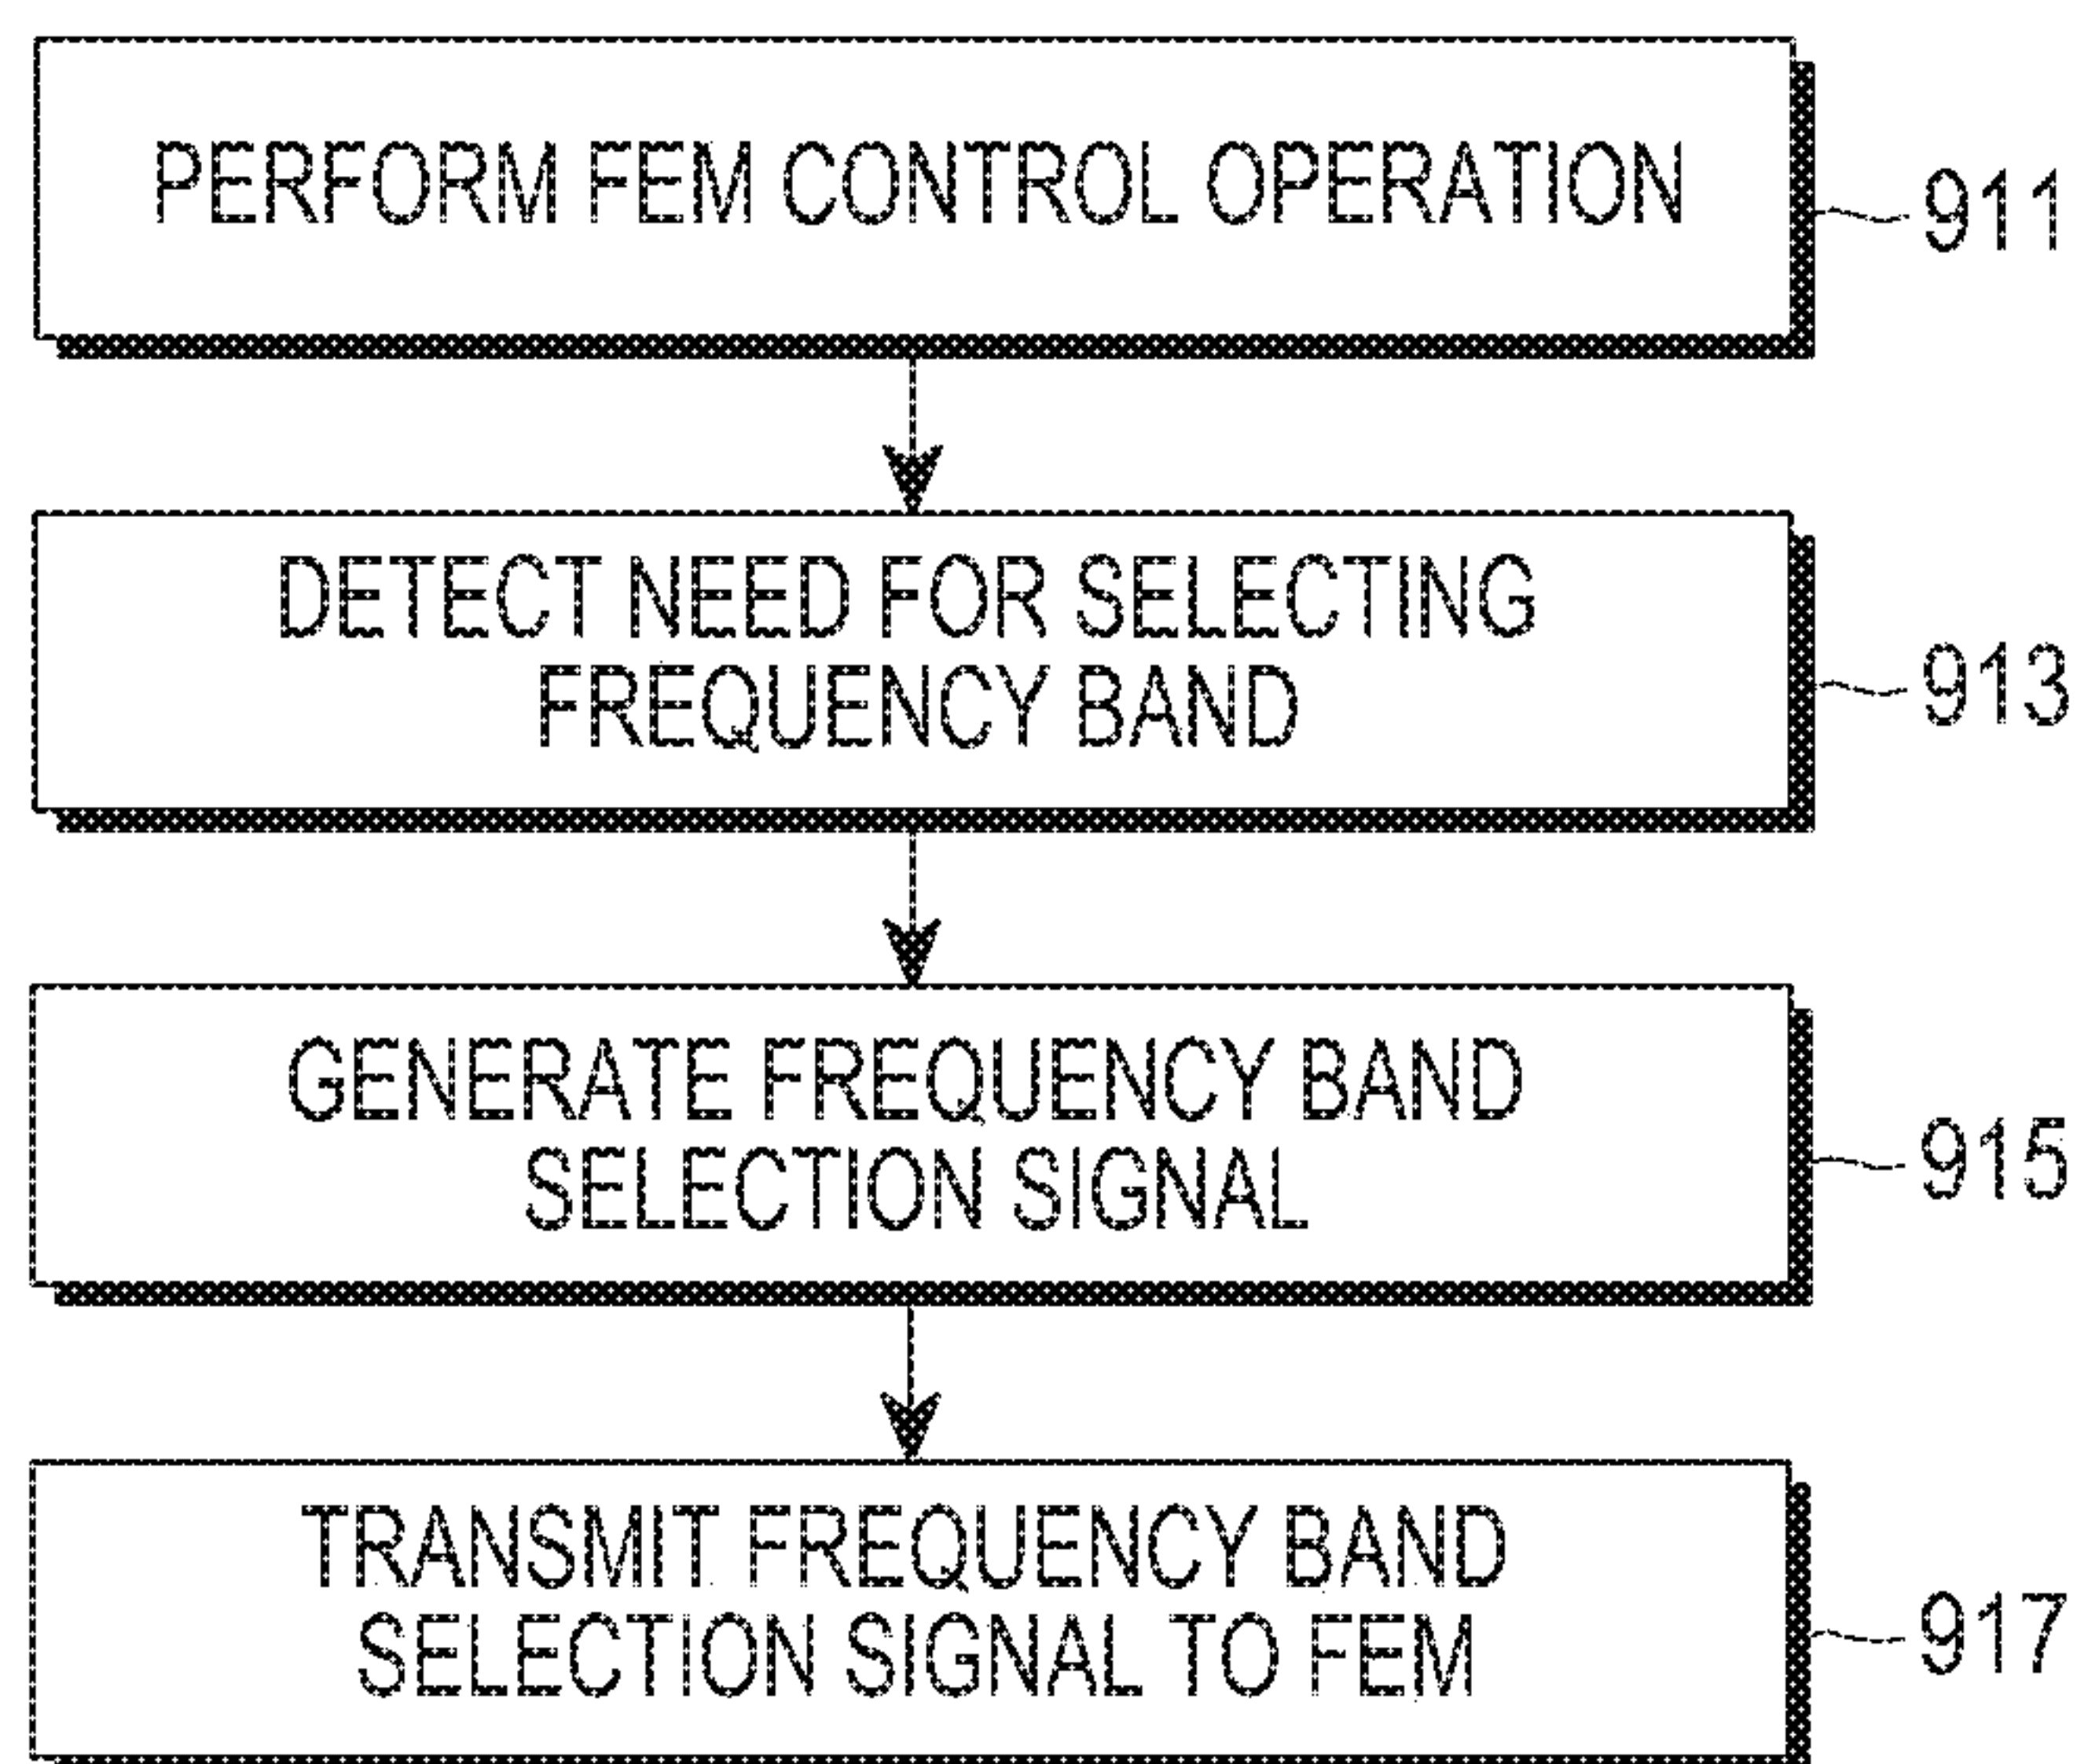 PERFORM FEM CONTROL OPERATION
911
DETECT NEED FOR SELECTING
FREQUENCY BAND
913
GENERATE FREQUENCY BAND
SELECTION SIGNAL
915
TRANSMIT FREQUENCY BAND
SELECTION SIGNAL TO FEM
917